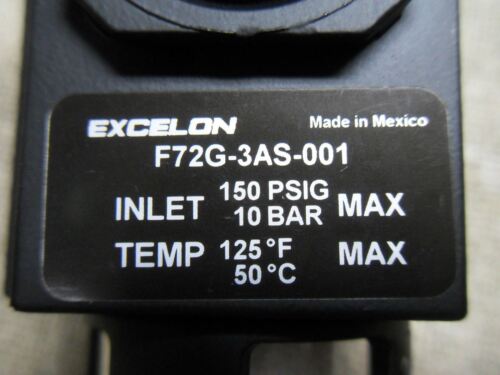 EXCELON Made in Mexico
F72G-3AS-001
INLET 150 PSIG MAX
10 BAR
TEMP 125°F MAX
50°C